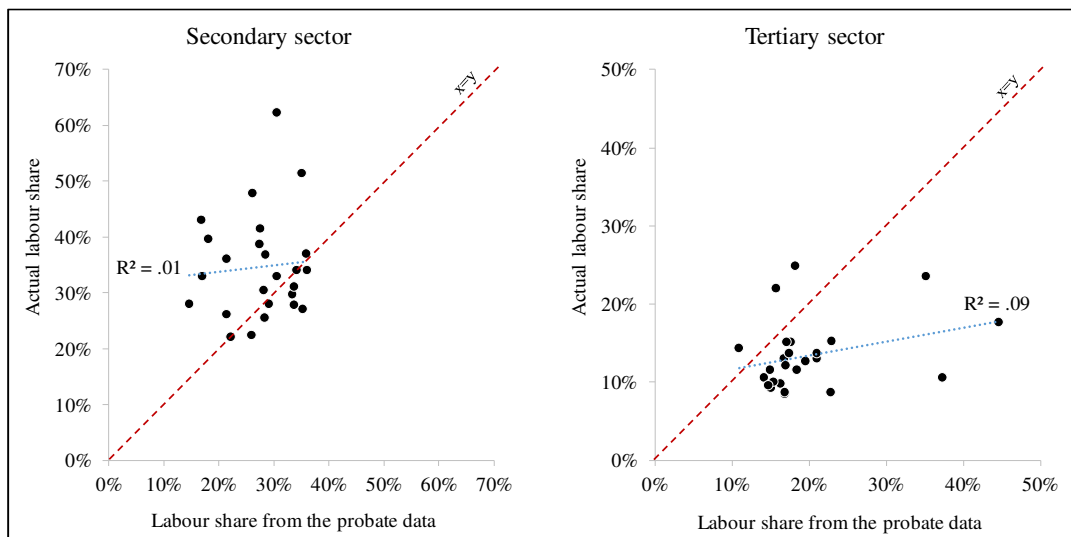 Secondary sector
70%
60%
50%
40%
30%
20%
10%
0%
Actual labour share
x=y
R² = .01
0% 10% 20% 30% 40% 50% 60% 70%
Labour share from the probate data
Tertiary sector
50%
40%
30%
20%
10%
0%
Actual labour share
x=y
R² = .09
0% 10% 20% 30% 40% 50%
Labour share from the probate data